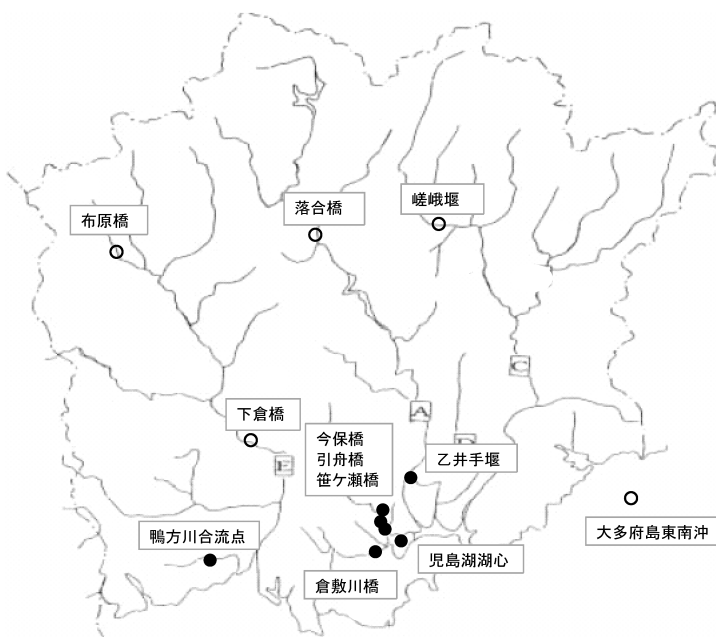 布原橋
落合橋
嵯峨堰
C
A
下倉橋
今保橋
引舟橋
笹ケ瀬橋
乙井手堰
E
大多府島東南沖
鴨方川合流点
児島湖湖心
倉敷川橋